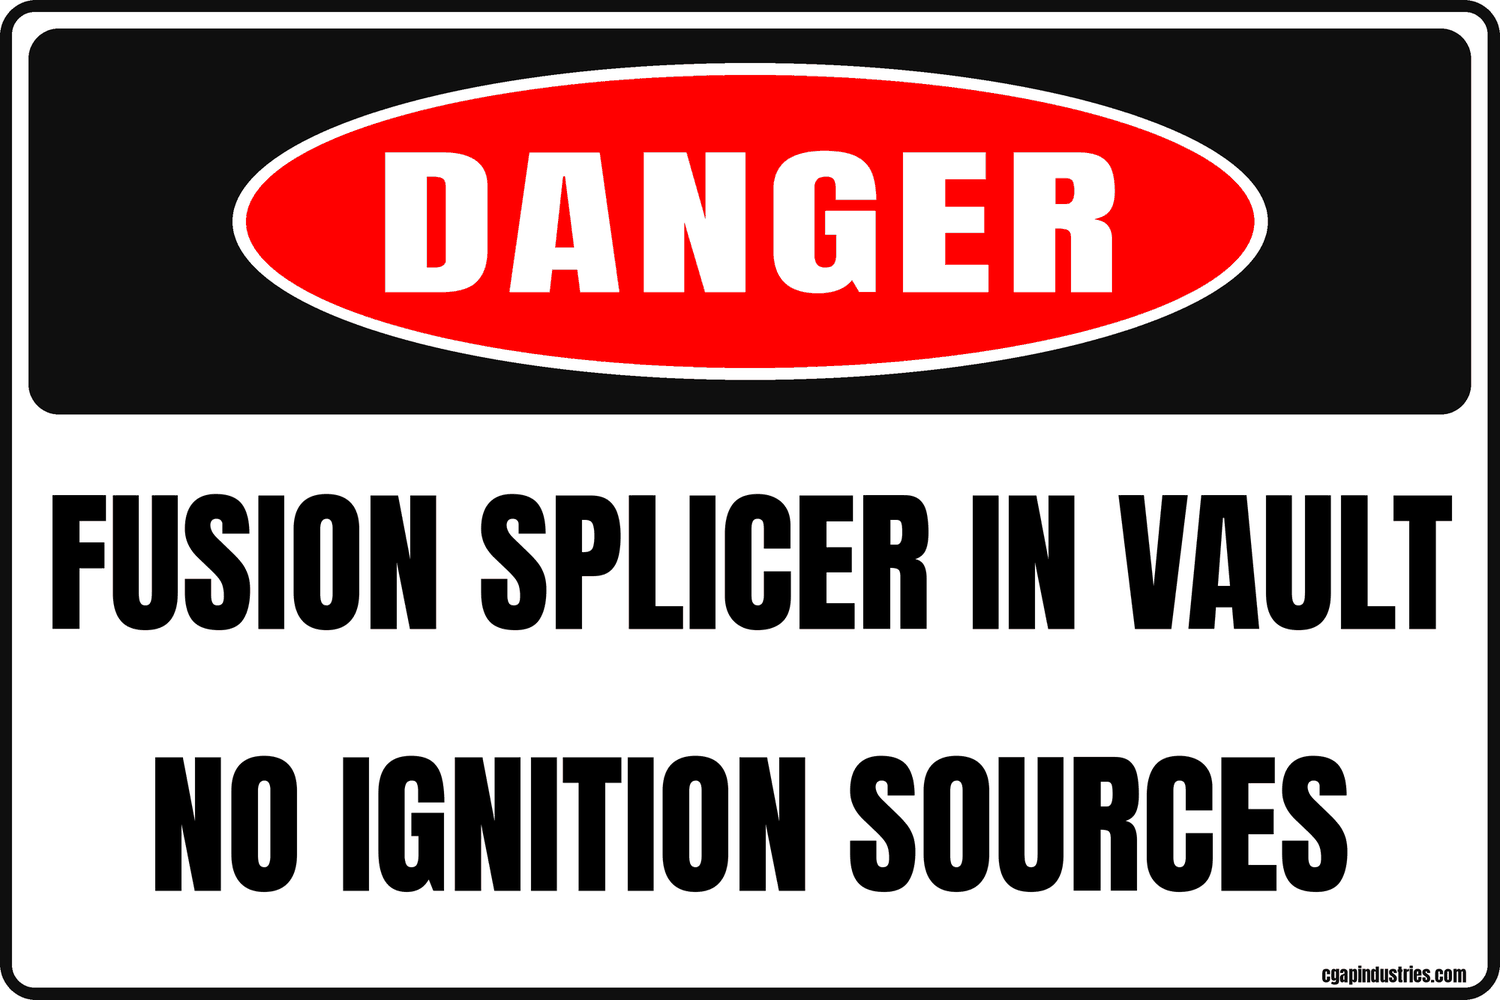 DANGER
FUSION SPLICER IN VAULT
NO IGNITION SOURCES
cgapindustries.com